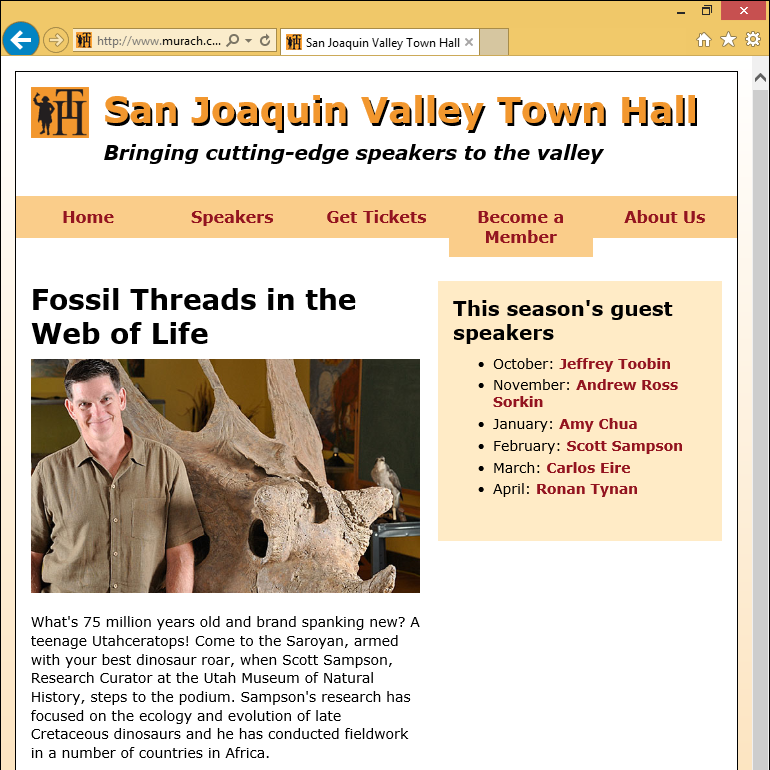 http://www.murach.c...
San Joaquin Valley Town Hall
TH
San Joaquin Valley Town Hall
Bringing cutting-edge speakers to the valley
Home Speakers Get Tickets Become a Member About Us
Fossil Threads in the
Web of Life
What's 75 million years old and brand spanking new? A
teenage Utahceratops! Come to the Saroyan, armed
with your best dinosaur roar, when Scott Sampson,
Research Curator at the Utah Museum of Natural
History, steps to the podium. Sampson's research has
focused on the ecology and evolution of late
Cretaceous dinosaurs and he has conducted fieldwork
in a number of countries in Africa.
This season's guest
speakers
October: Jeffrey Toobin
November: Andrew Ross
Sorkin
January: Amy Chua
February: Scott Sampson
March: Carlos Eire
April: Ronan Tynan